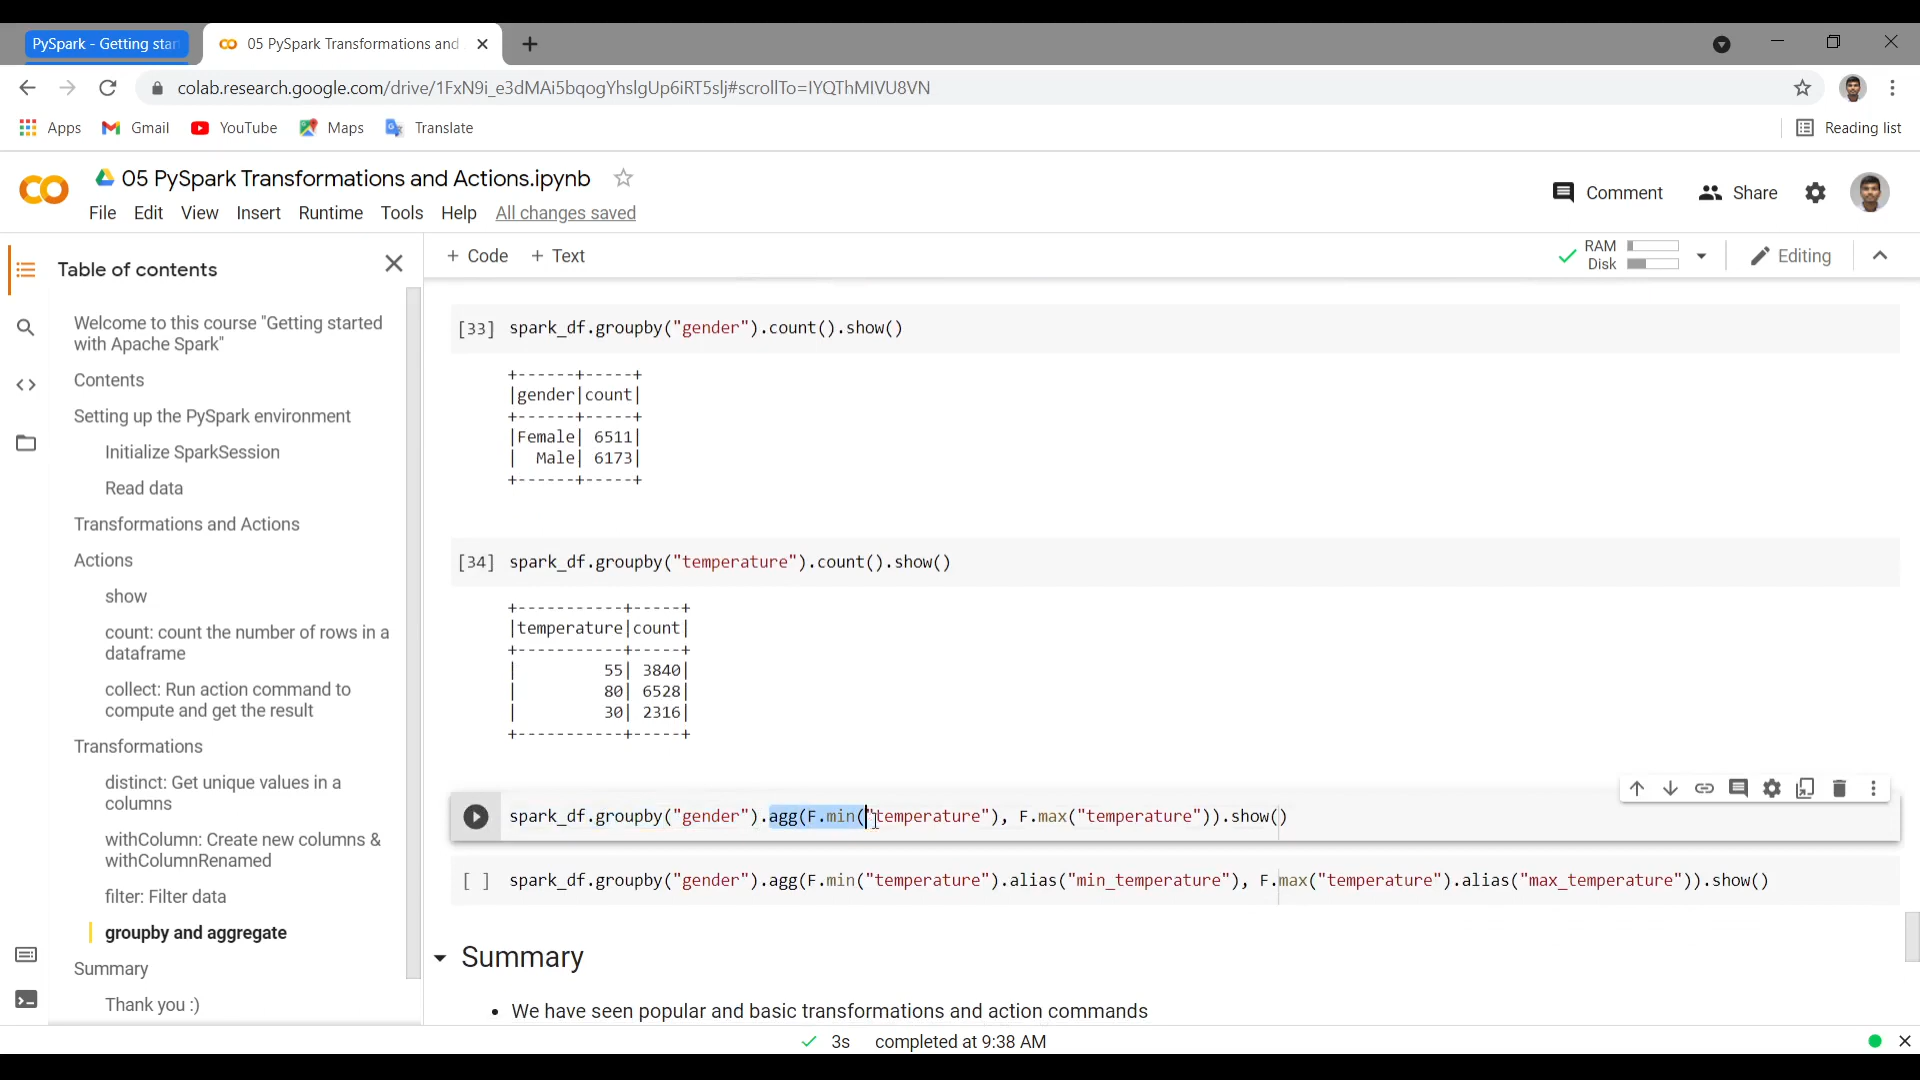 PySpark - Getting star
05 PySpark Transformations and
colab.research.google.com/drive/1FxN9i_e3dMAi5bqogYhslgUp6iRT5slj#scrollTo=IYQThMIVU8VN
Apps
Gmail
YouTube
Maps
Translate
Reading list
05 PySpark Transformations and Actions.ipynb
Comment
Share
File
Edit
View
Insert
Runtime
Tools
Help
All changes saved
Table of contents
Welcome to this course "Getting started
with Apache Spark"
Contents
Setting up the PySpark environment
Initialize SparkSession
Read data
Transformations and Actions
Actions
show
count: count the number of rows in a
dataframe
collect: Run action command to
compute and get the result
Transformations
distinct: Get unique values in a
columns
withColumn: Create new columns &
withColumnRenamed
filter: Filter data
groupby and aggregate
Summary
Thank you :)
+ Code
+ Text
RAM
Disk
Editing
[33] spark_df.groupby("gender").count().show()
+------+-----+
|gender|count|
+------+-----+
|Female| 6511|
|  Male| 6173|
+------+-----+
[34] spark_df.groupby("temperature").count().show()
+-----------+-----+
|temperature|count|
+-----------+-----+
|         55| 3840|
|         80| 6528|
|         30| 2316|
+-----------+-----+
spark_df.groupby("gender").agg(F.min("temperature"), F.max("temperature")).show()
[ ] spark_df.groupby("gender").agg(F.min("temperature").alias("min_temperature"), F.max("temperature").alias("max_temperature")).show()
Summary
• We have seen popular and basic transformations and action commands
3s completed at 9:38 AM